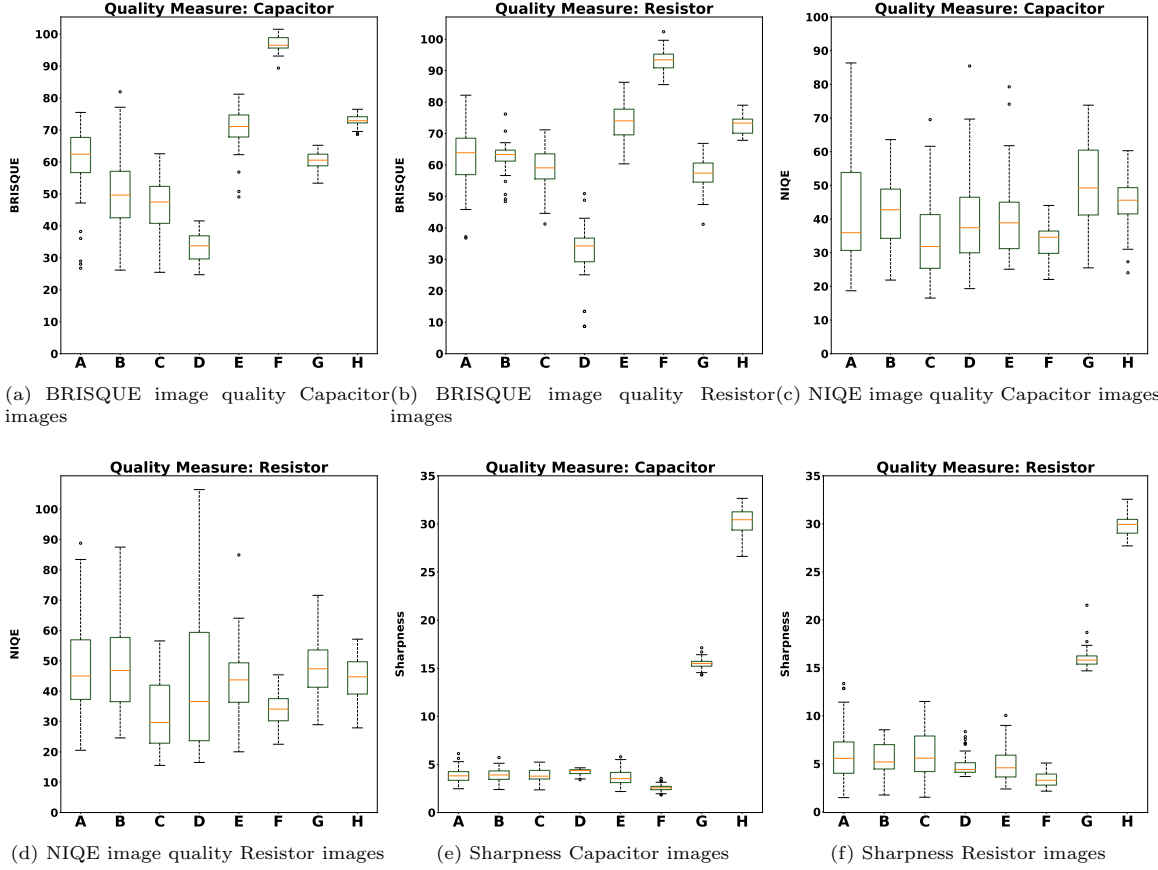 Quality Measure: Capacitor
100
90
80
70
60
50
40
30
20
10
0
BRISQUE
A B C D E F G H
(a) BRISQUE image quality Capacitor
images
Quality Measure: Resistor
100
90
80
70
60
50
40
30
20
10
0
BRISQUE
A B C D E F G H
(b) BRISQUE image quality Resistor
images
Quality Measure: Capacitor
100
90
80
70
60
50
40
30
20
10
0
NIQE
A B C D E F G H
(c) NIQE image quality Capacitor images
Quality Measure: Resistor
100
90
80
70
60
50
40
30
20
10
0
NIQE
A B C D E F G H
(d) NIQE image quality Resistor images
Quality Measure: Capacitor
35
30
25
20
15
10
5
0
Sharpness
A B C D E F G H
(e) Sharpness Capacitor images
Quality Measure: Resistor
35
30
25
20
15
10
5
0
Sharpness
A B C D E F G H
(f) Sharpness Resistor images